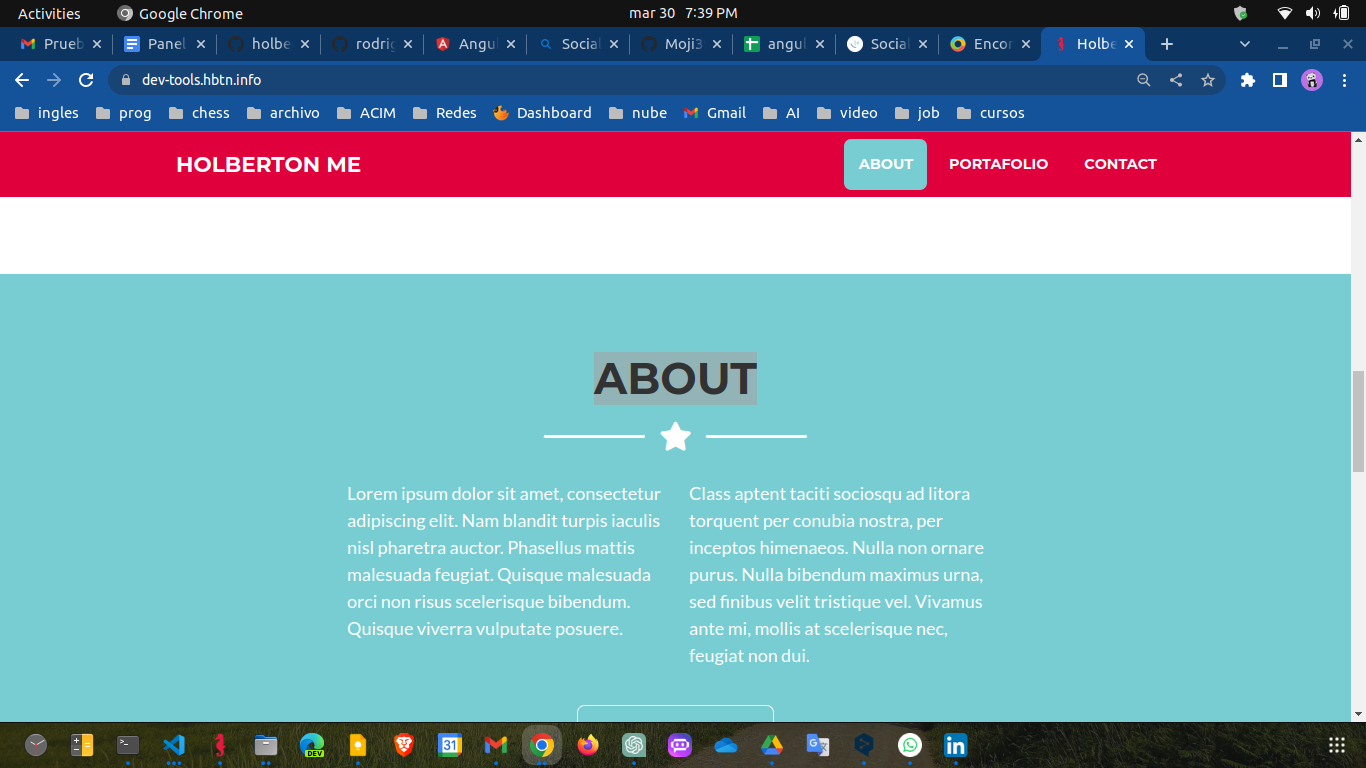 Activities
Google Chrome
mar 30 7:39 PM
Prueb
Panel
holbe
rodrig
Angu
Social
Moji3
angul
Social
Encor
Holbe
dev-tools.hbtn.info
ingles
prog
chess
archivo
ACIM
Redes
Dashboard
nube
Gmail
AI
video
job
cursos
HOLBERTON ME
ABOUT
PORTAFOLIO
CONTACT
ABOUT
Lorem ipsum dolor sit amet, consectetur
adipiscing elit. Nam blandit turpis iaculis
nisl pharetra auctor. Phasellus mattis
malesuada feugiat. Quisque malesuada
orci non risus scelerisque bibendum.
Quisque viverra vulputate posuere.
Class aptent taciti sociosqu ad litora
torquent per conubia nostra, per
inceptos himenaeos. Nulla non ornare
purus. Nulla bibendum maximus urna,
sed finibus velit tristique vel. Vivamus
ante mi, mollis at scelerisque nec,
feugiat non dui.
DEV
31